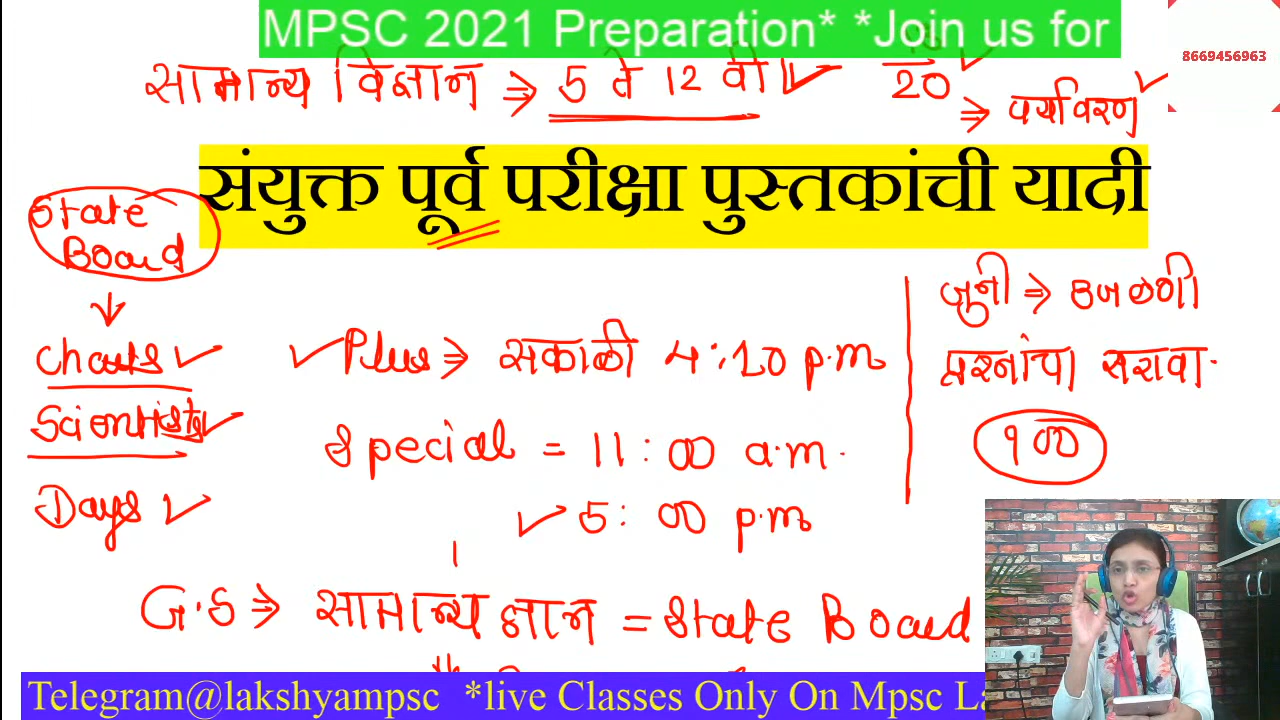 MPSC 2021 Preparation* *Join us for
8669456963
सामान्य विज्ञान ⇒ 5 ते 12 वी
20
⇒ पर्यावरण
संयुक्त पूर्व परीक्षा पुस्तकांची यादी
State
Board
Charts
Scientists
Days
Plus ⇒ सकाळी 4:20 p.m
Special = 11:00 a.m.
5:00 p.m
जुनी ⇒ उजळणी
प्रश्नांचा सराव
१००
G.S ⇒ सामान्य ज्ञान = State Board
Telegram@lakshyampsc *live Classes Only On Mpsc La